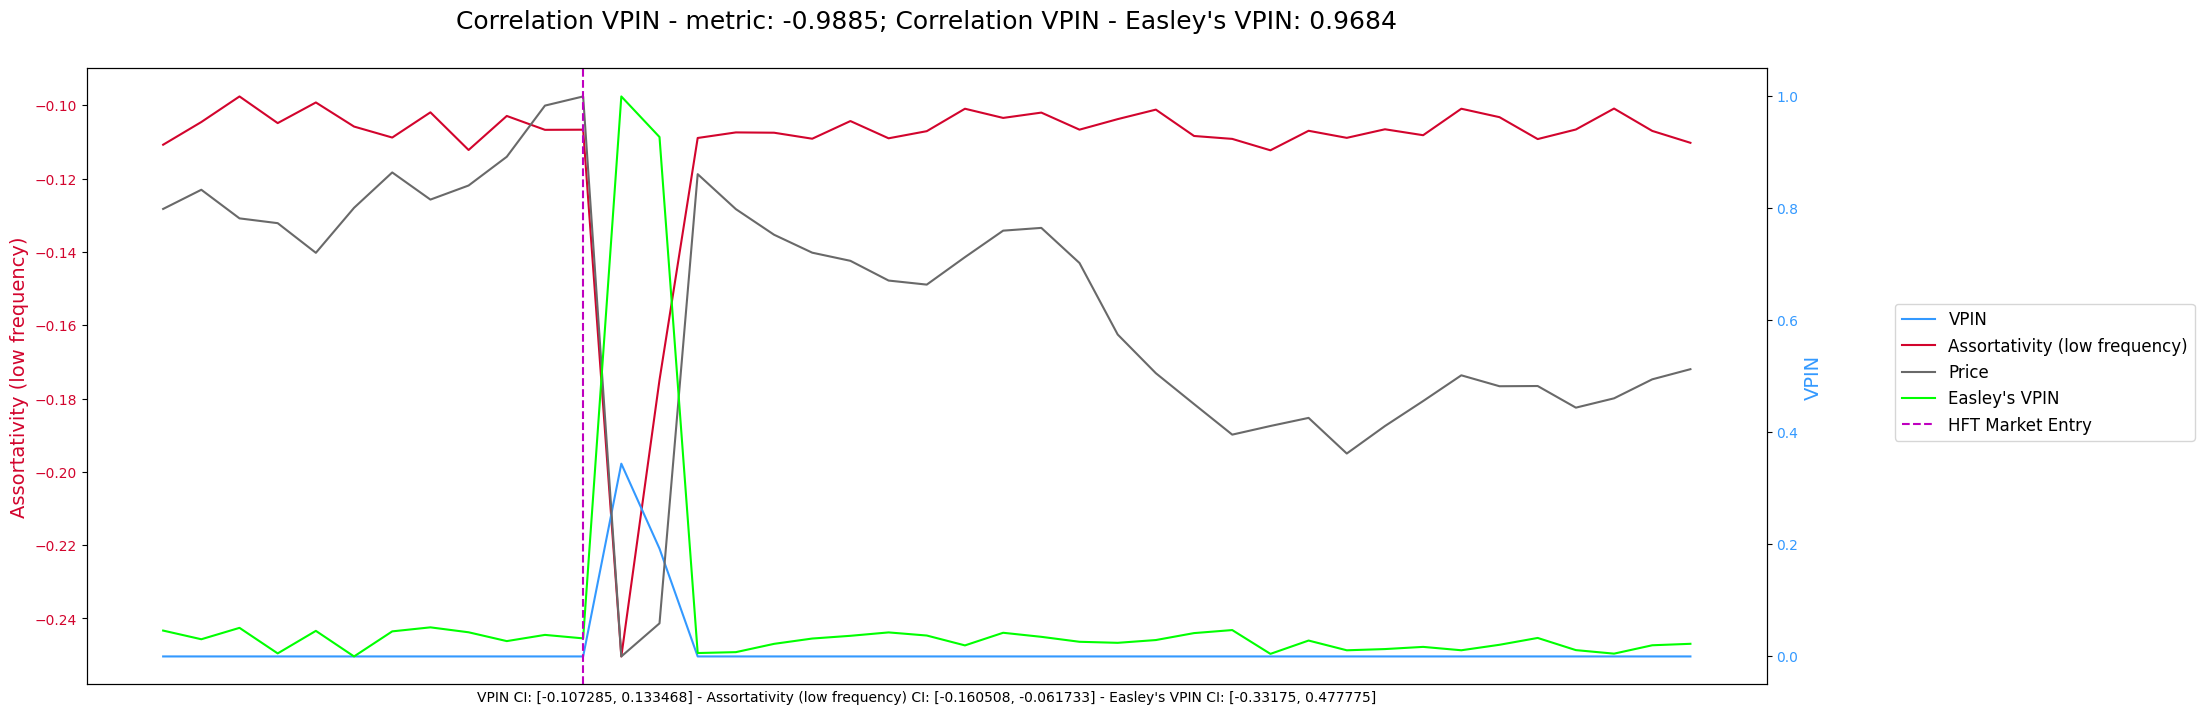 Correlation VPIN - metric: -0.9885; Correlation VPIN - Easley's VPIN: 0.9684
Assortativity (low frequency)
−0.10
−0.12
−0.14
−0.16
−0.18
−0.20
−0.22
−0.24
1.0
0.8
0.6
0.4
0.2
0.0
VPIN
VPIN
Assortativity (low frequency)
Price
Easley's VPIN
HFT Market Entry
VPIN CI: [-0.107285, 0.133468] - Assortativity (low frequency) CI: [-0.160508, -0.061733] - Easley's VPIN CI: [-0.33175, 0.477775]